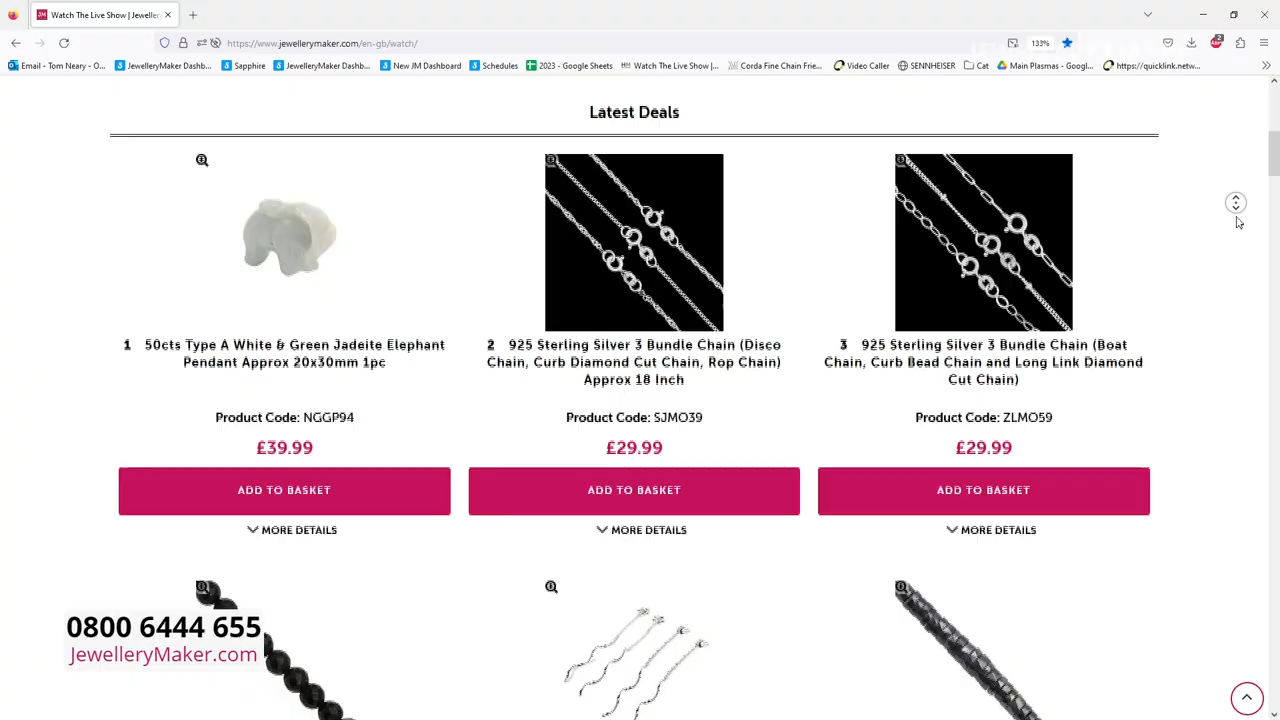 Watch The Live Show | Jeweller
https://www.jewellerymaker.com/en-gb/watch/
133%
2
Email - Tom Neary - O...
JewelleryMaker Dashb...
Sapphire
JewelleryMaker Dashb...
New JM Dashboard
Schedules
2023 - Google Sheets
Watch The Live Show |...
Corda Fine Chain Frie...
Video Caller
SENNHEISER
Cat
Main Plasmas - Googl...
https://quicklink.netw...
Latest Deals
1 50cts Type A White & Green Jadeite Elephant
Pendant Approx 20x30mm 1pc
Product Code: NGGP94
£39.99
ADD TO BASKET
MORE DETAILS
2 925 Sterling Silver 3 Bundle Chain (Disco
Chain, Curb Diamond Cut Chain, Rop Chain)
Approx 18 Inch
Product Code: SJMO39
£29.99
ADD TO BASKET
MORE DETAILS
3 925 Sterling Silver 3 Bundle Chain (Boat
Chain, Curb Bead Chain and Long Link Diamond
Cut Chain)
Product Code: ZLMO59
£29.99
ADD TO BASKET
MORE DETAILS
0800 6444 655
JewelleryMaker.com